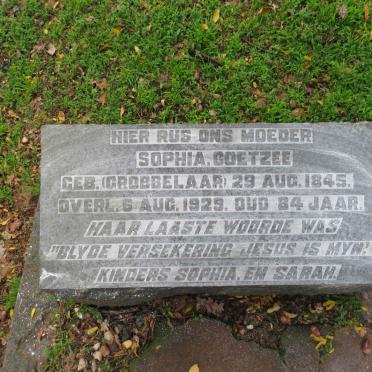 HIER RUS ONS MOEDER
SOPHIA. COETZEE
GEB. (GROBBELAAR) 29 AUG. 1845.
OVERL. 6 AUG. 1929. OUD 84 JAAR.
HAAR LAASTE WOORDE WAS
"BLYDE VERSEKERING, JESUS IS MYN."
KINDERS SOPHIA. EN SARAH.